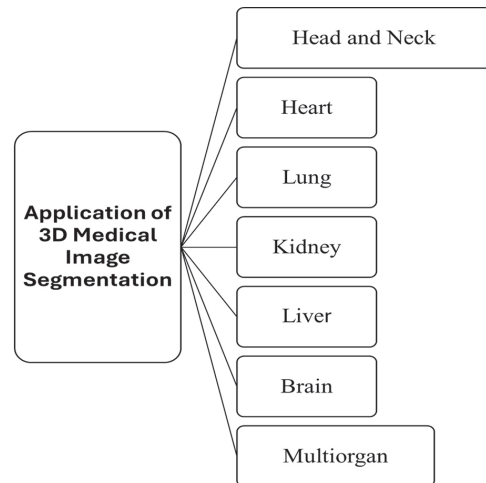 Application of
3D Medical
Image
Segmentation
Head and Neck
Heart
Lung
Kidney
Liver
Brain
Multiorgan